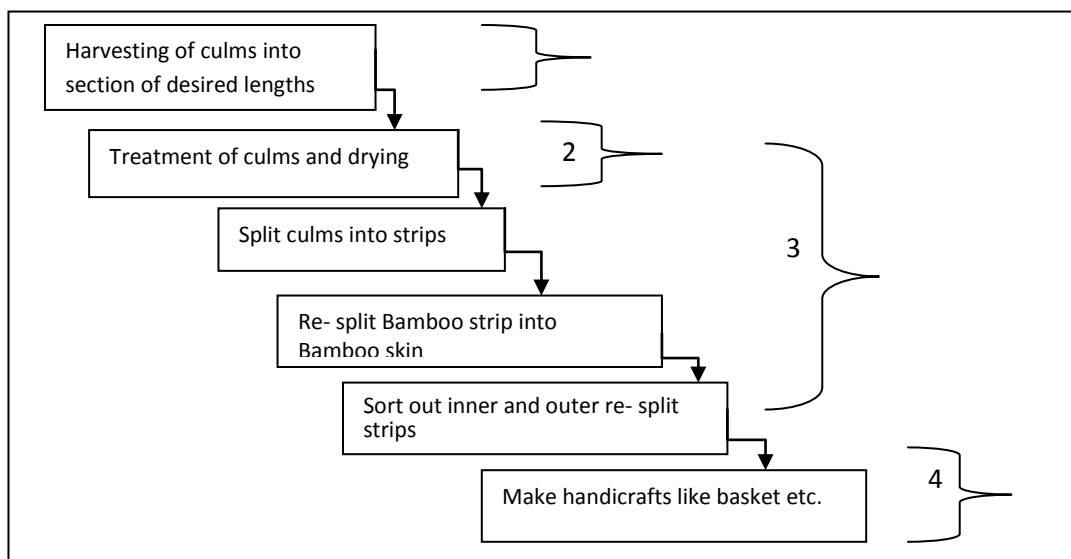 Harvesting of culms into
section of desired lengths
2
Treatment of culms and drying
Split culms into strips
3
Re- split Bamboo strip into
Bamboo skin
Sort out inner and outer re- split
strips
4
Make handicrafts like basket etc.